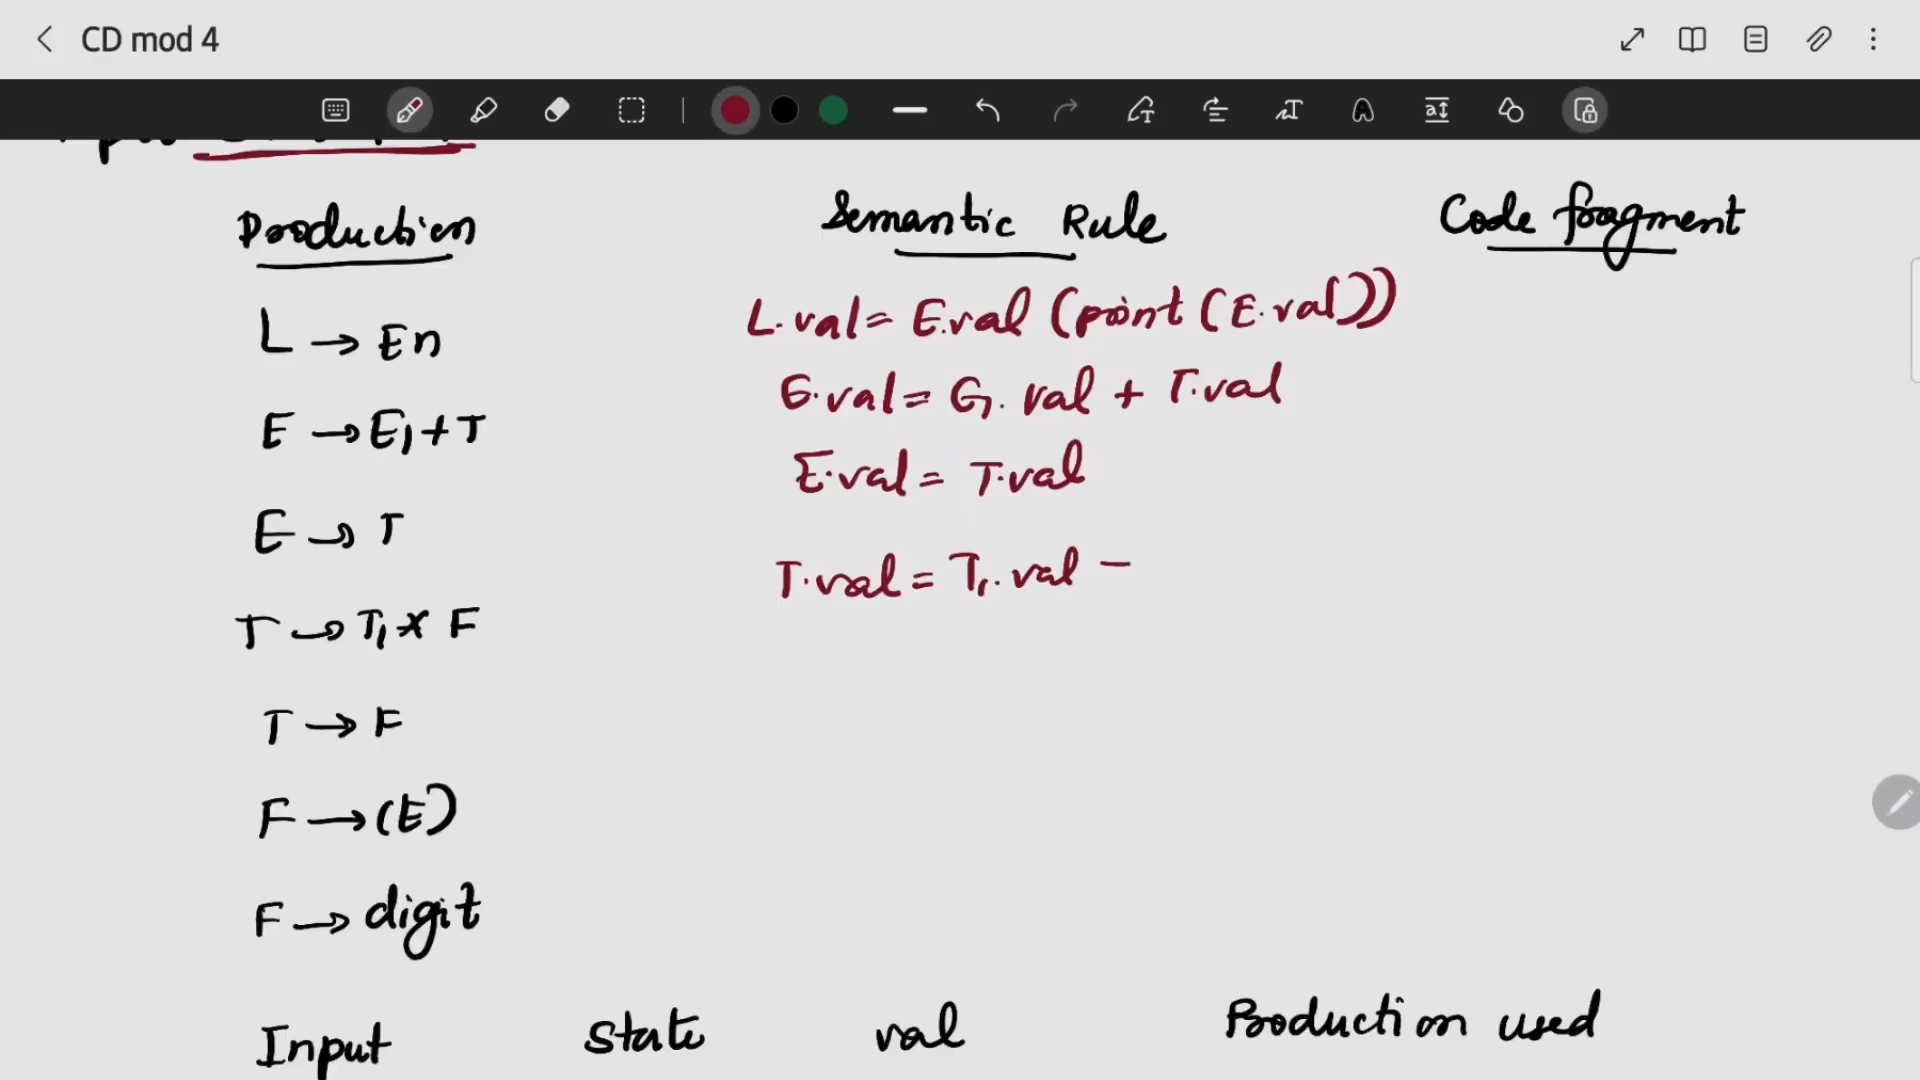 CD mod 4
Production Semantic Rule Code fragment
L → En L.val = E.val (print (E.val))
E → E₁ + T E.val = E₁.val + T.val
E → T E.val = T.val
T → T₁ * F T.val = T₁.val −
T → F
F → (E)
F → digit
Input state val Production used